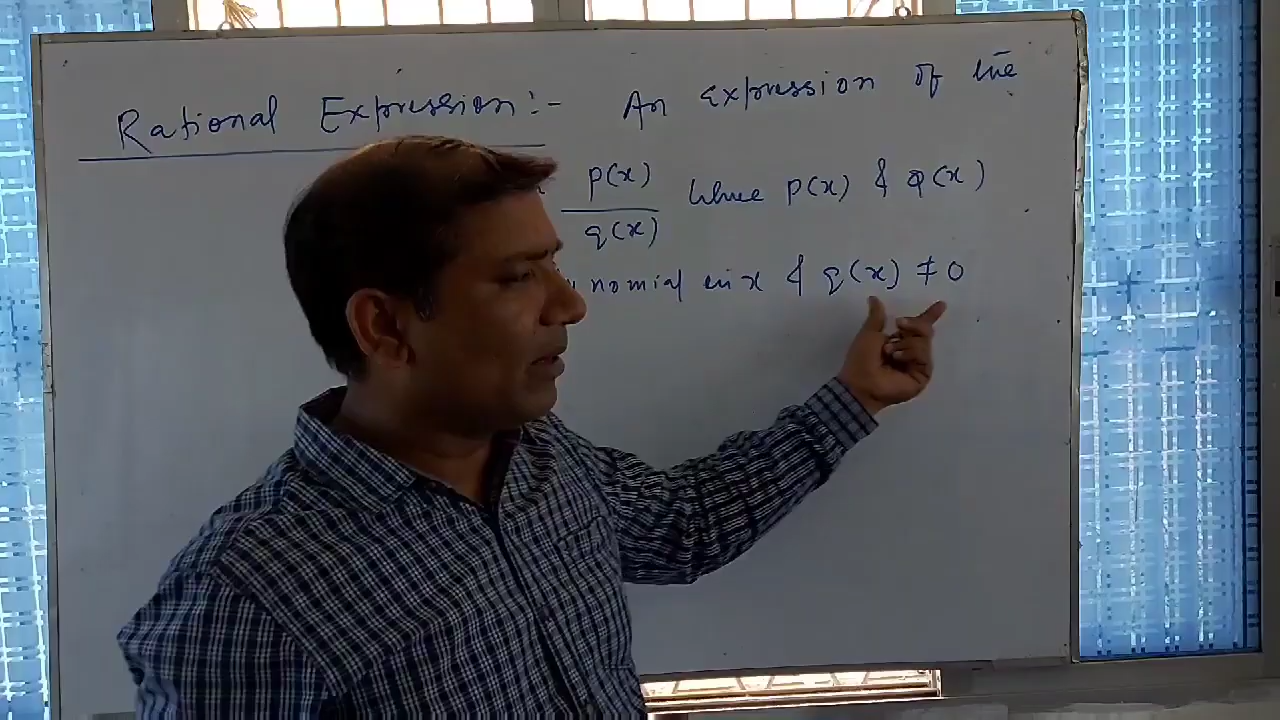 Rational Expression :- An expression of the
p(x)/q(x) where p(x) & q(x)
nomial in x & q(x) ≠ 0